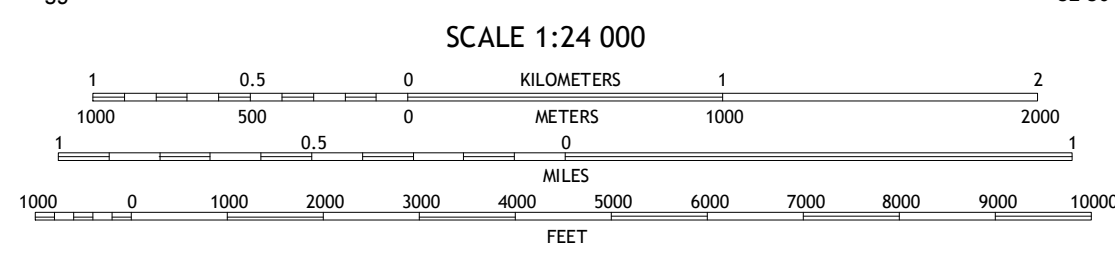 SCALE 1:24 000
1 0.5 0 KILOMETERS 1 2
1000 500 0 METERS 1000 2000
1 0.5 0 1
MILES
1000 0 1000 2000 3000 4000 5000 6000 7000 8000 9000 10000
FEET